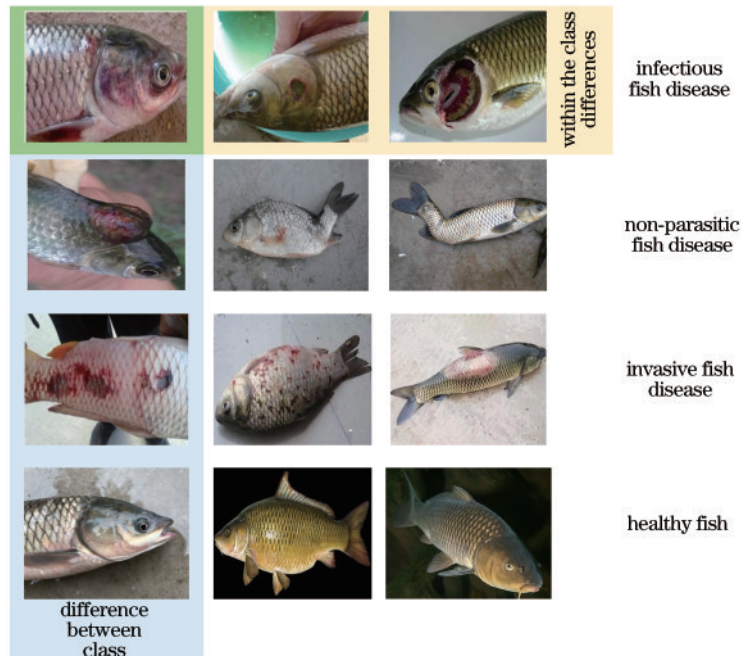 within the class
differences
infectious
fish disease
non-parasitic
fish disease
invasive fish
disease
healthy fish
difference
between
class